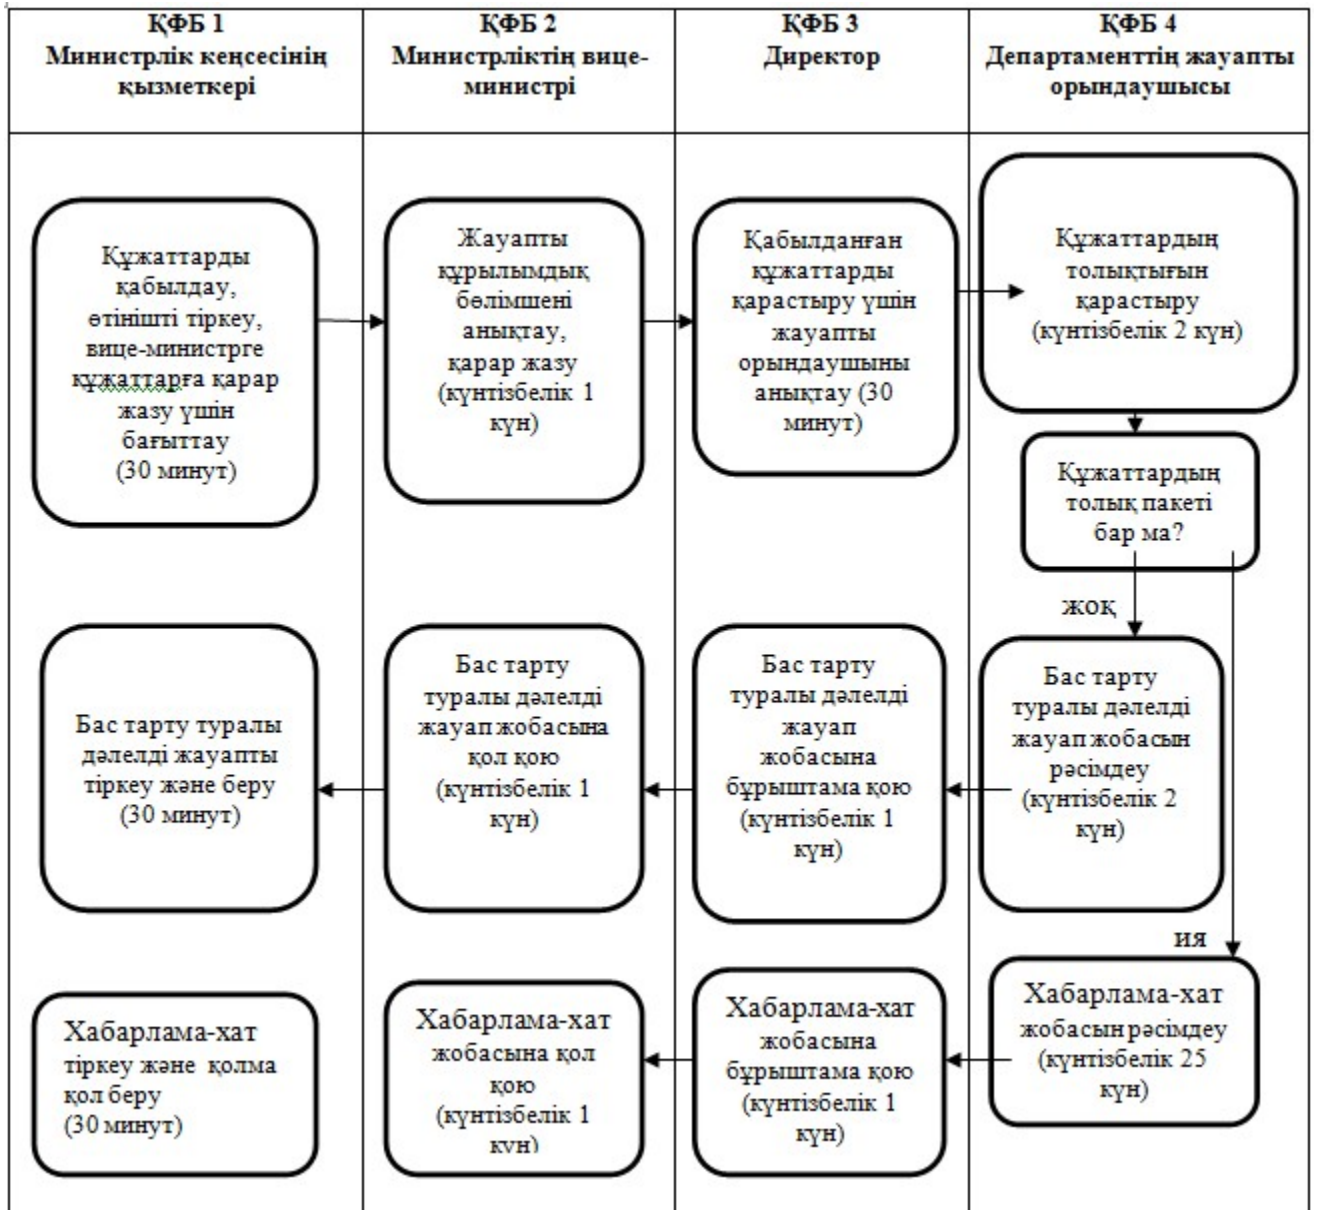 ҚФБ 1
Министрлік кеңсесінің
қызметкері
ҚФБ 2
Министрліктің вице-
министрі
ҚФБ 3
Директор
ҚФБ 4
Департаменттің жауапты
орындаушысы
Құжаттарды
қабылдау,
өтінішті тіркеу,
вице-министрге
құжаттарға қарар
жазу үшін
бағыттау
(30 минут)
Жауапты
құрылымдық
бөлімшені
анықтау,
қарар жазу
(күнтізбелік 1
күн)
Қабылданған
құжаттарды
қарастыру үшін
жауапты
орындаушыны
анықтау (30
минут)
Құжаттардың
толықтығын
қарастыру
(күнтізбелік 2 күн)
Құжаттардың
толық пакеті
бар ма?
жоқ
Бас тарту туралы
дәлелді жауапты
тіркеу және беру
(30 минут)
Бас тарту
туралы дәлелді
жауап жобасына
қол қою
(күнтізбелік 1
күн)
Бас тарту
туралы дәлелді
жауап
жобасына
бұрыштама қою
(күнтізбелік 1
күн)
Бас тарту
туралы дәлелді
жауап жобасын
рәсімдеу
(күнтізбелік 2
күн)
ия
Хабарлама-хат
тіркеу және қолма
қол беру
(30 минут)
Хабарлама-хат
жобасына қол
қою
(күнтізбелік 1
күн)
Хабарлама-хат
жобасына
бұрыштама қою
(күнтізбелік 1
күн)
Хабарлама-хат
жобасын рәсімдеу
(күнтізбелік 25
күн)